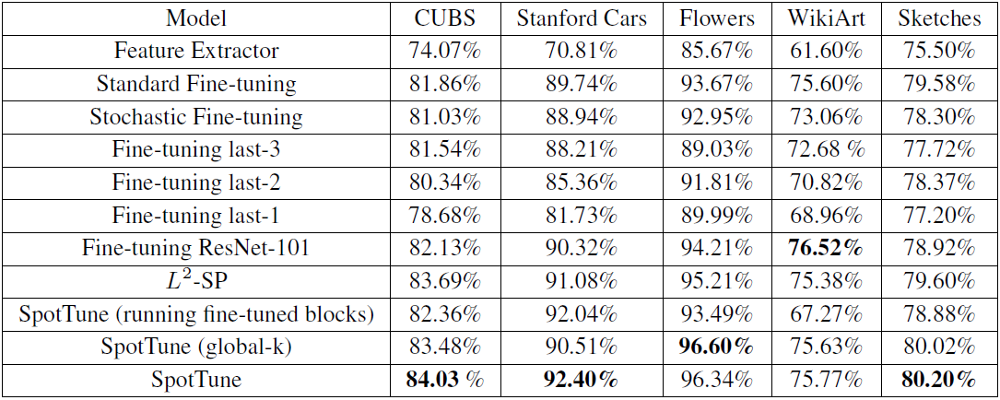 Model CUBS Stanford Cars Flowers WikiArt Sketches
Feature Extractor 74.07% 70.81% 85.67% 61.60% 75.50%
Standard Fine-tuning 81.86% 89.74% 93.67% 75.60% 79.58%
Stochastic Fine-tuning 81.03% 88.94% 92.95% 73.06% 78.30%
Fine-tuning last-3 81.54% 88.21% 89.03% 72.68 % 77.72%
Fine-tuning last-2 80.34% 85.36% 91.81% 70.82% 78.37%
Fine-tuning last-1 78.68% 81.73% 89.99% 68.96% 77.20%
Fine-tuning ResNet-101 82.13% 90.32% 94.21% 76.52% 78.92%
L²-SP 83.69% 91.08% 95.21% 75.38% 79.60%
SpotTune (running fine-tuned blocks) 82.36% 92.04% 93.49% 67.27% 78.88%
SpotTune (global-k) 83.48% 90.51% 96.60% 75.63% 80.02%
SpotTune 84.03 % 92.40% 96.34% 75.77% 80.20%